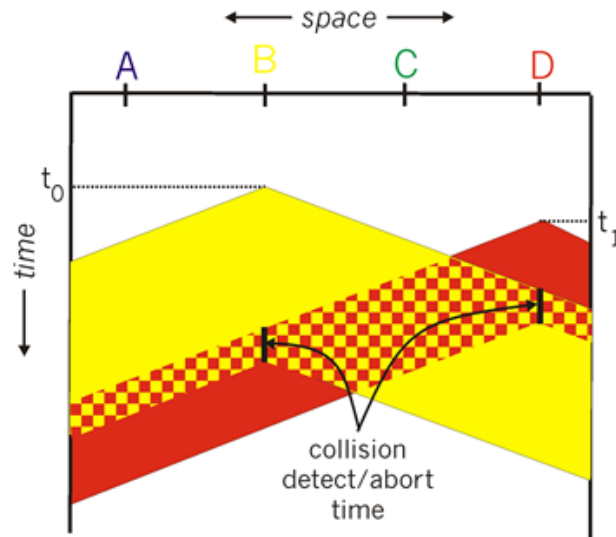 space
A B C D
t0
t1
time
collision
detect/abort
time